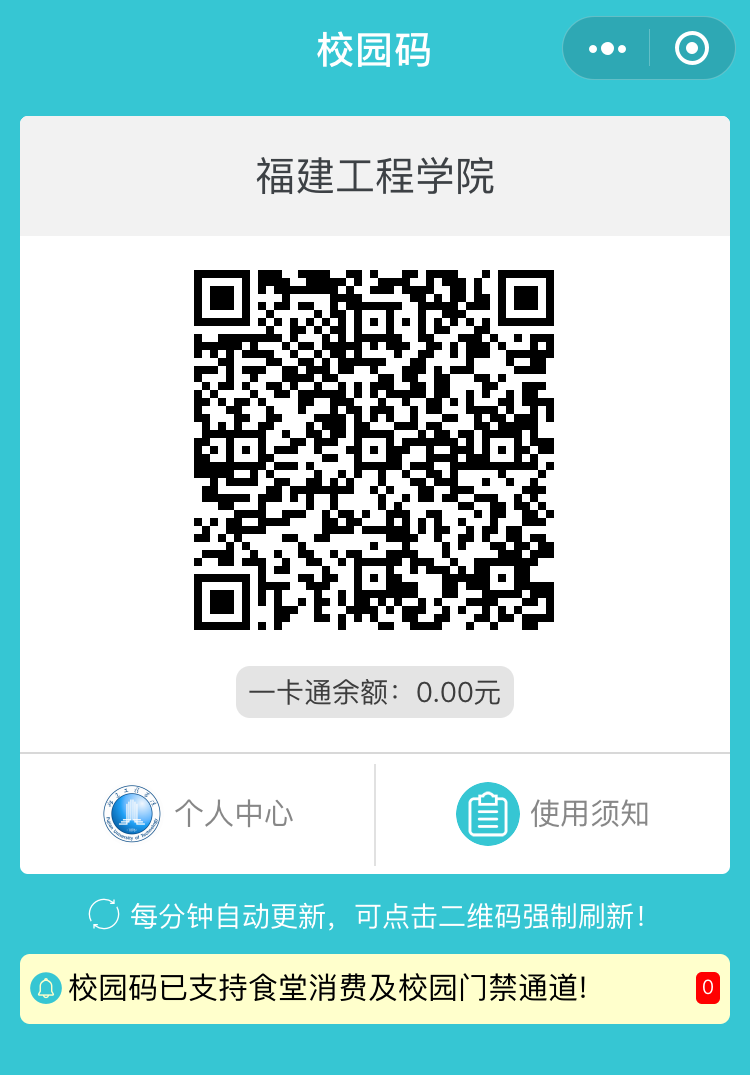 校园码
福建工程学院
一卡通余额：0.00元
个人中心
使用须知
每分钟自动更新，可点击二维码强制刷新！
校园码已支持食堂消费及校园门禁通道!
0